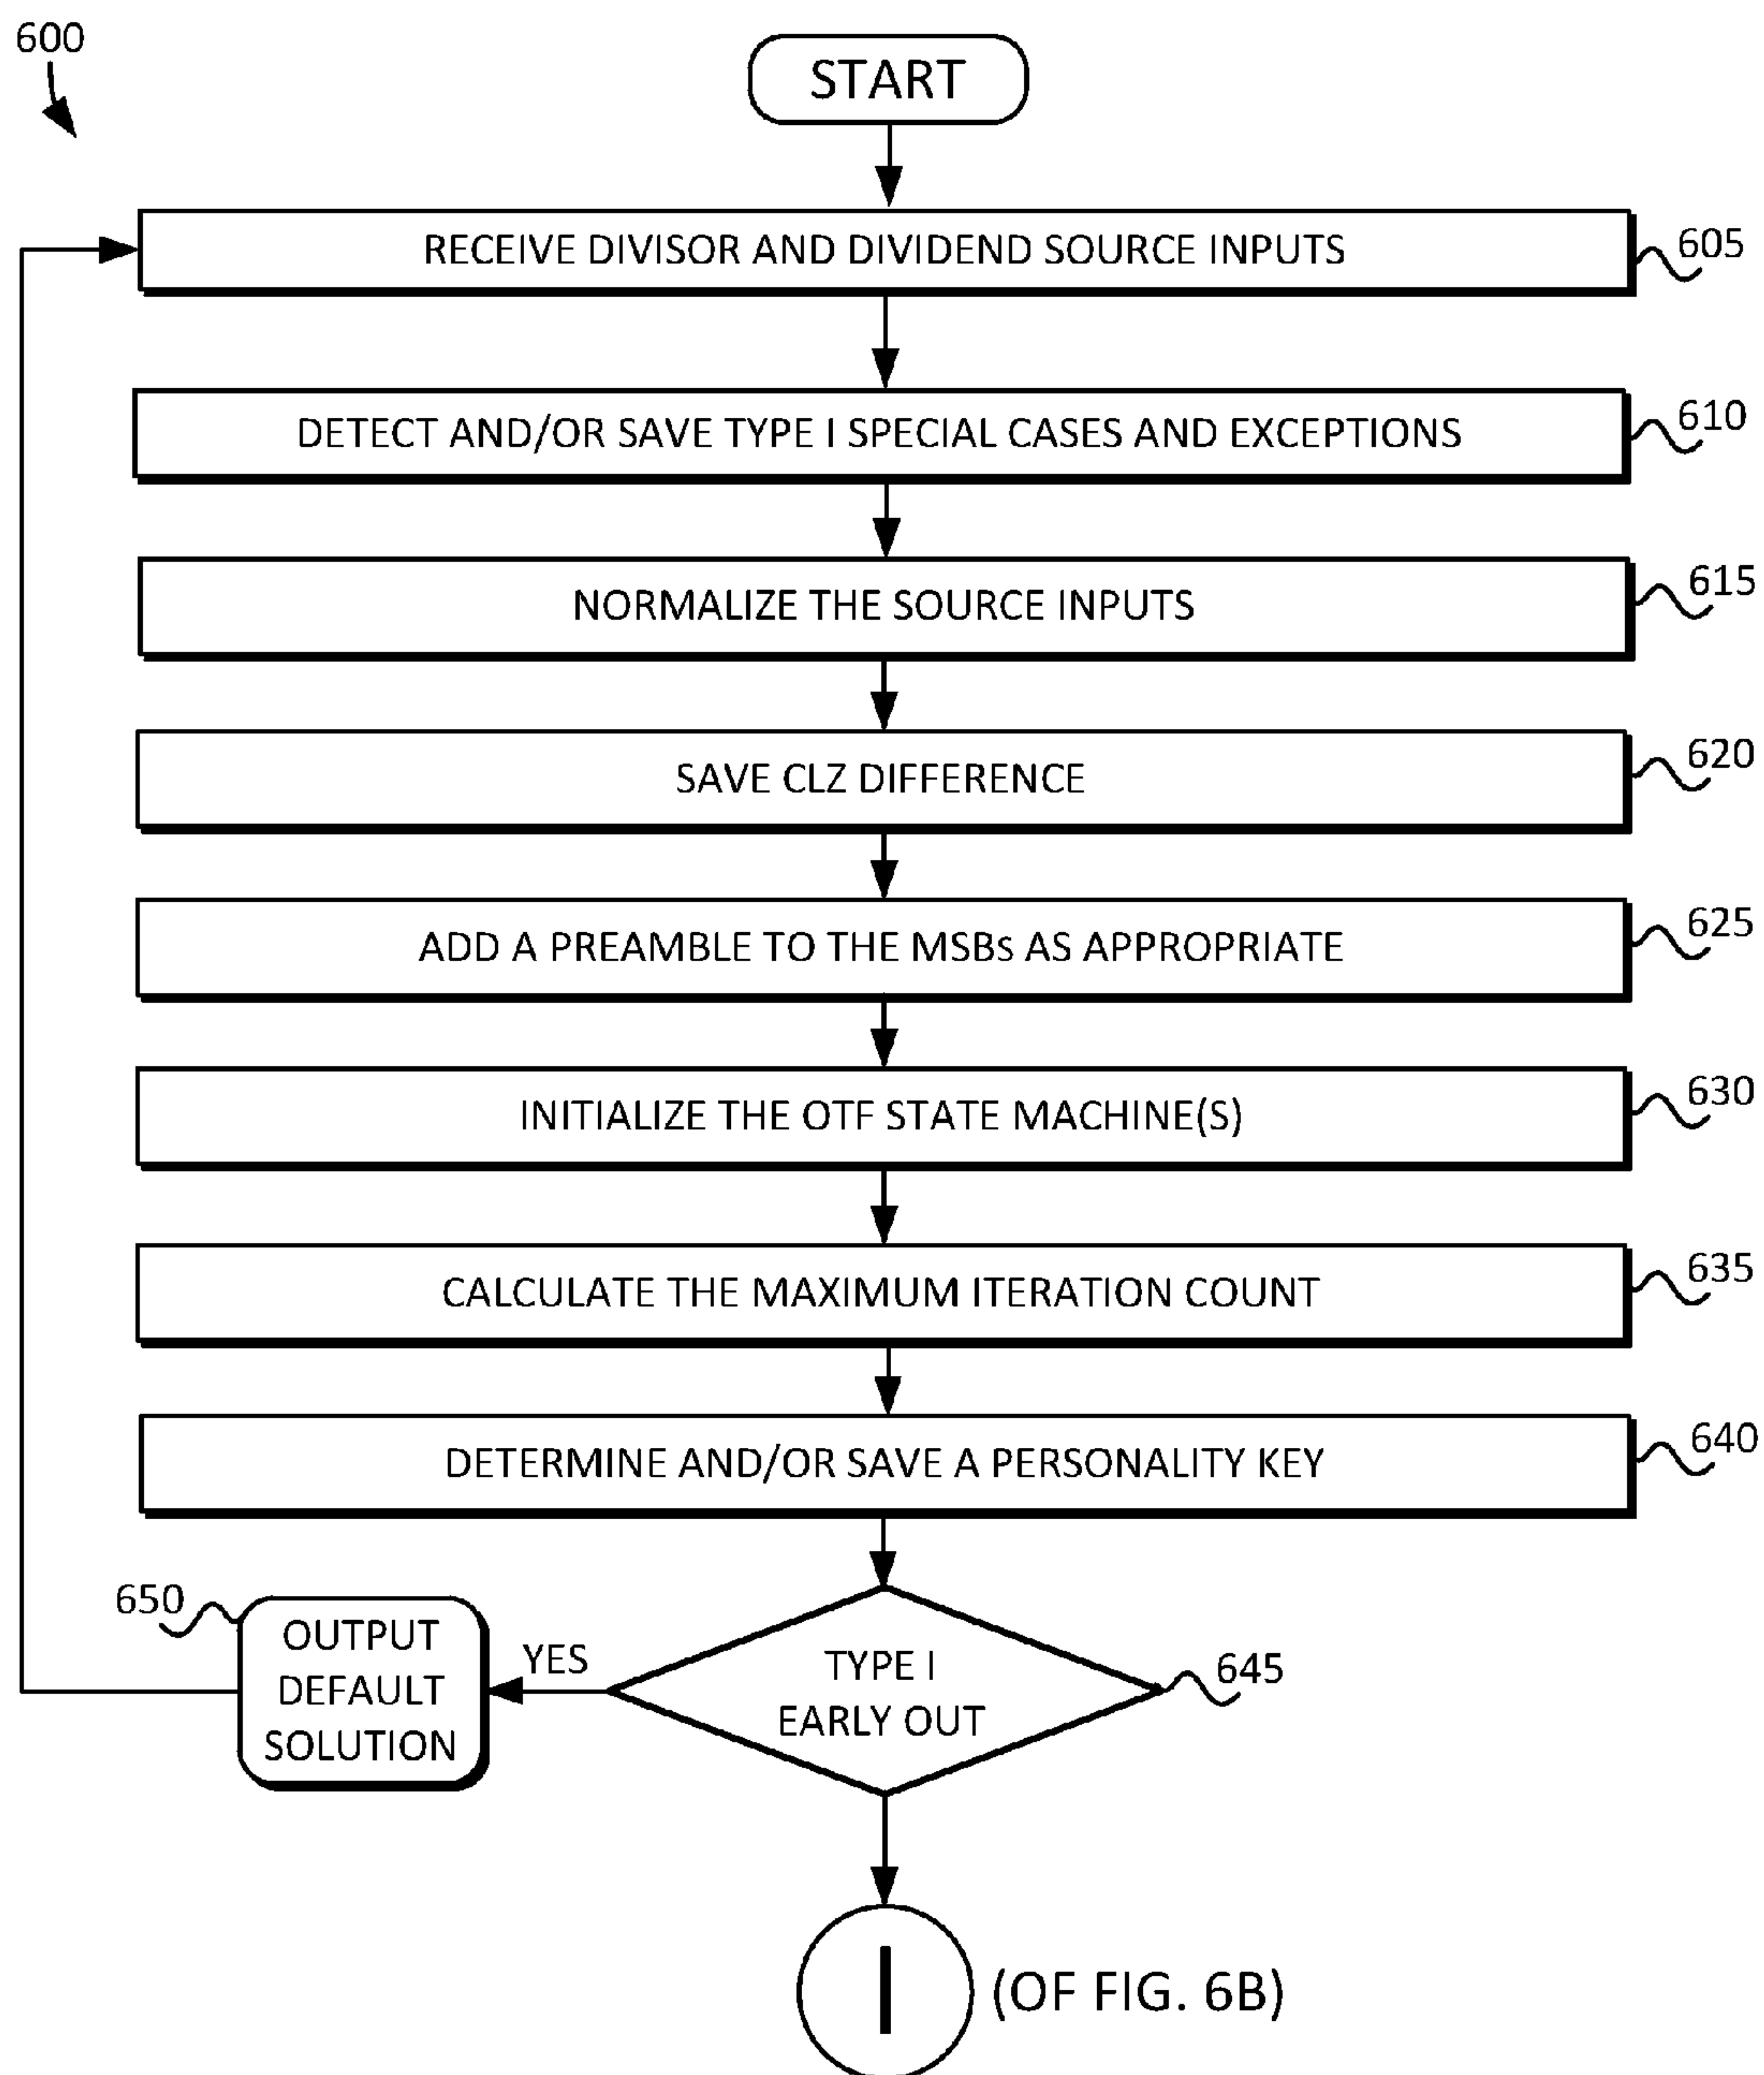 600
START
RECEIVE DIVISOR AND DIVIDEND SOURCE INPUTS
605
DETECT AND/OR SAVE TYPE I SPECIAL CASES AND EXCEPTIONS
610
NORMALIZE THE SOURCE INPUTS
615
SAVE CLZ DIFFERENCE
620
ADD A PREAMBLE TO THE MSBs AS APPROPRIATE
625
INITIALIZE THE OTF STATE MACHINE(S)
630
CALCULATE THE MAXIMUM ITERATION COUNT
635
DETERMINE AND/OR SAVE A PERSONALITY KEY
640
650
OUTPUT
DEFAULT
SOLUTION
YES
TYPE I
EARLY OUT
645
I
(OF FIG. 6B)